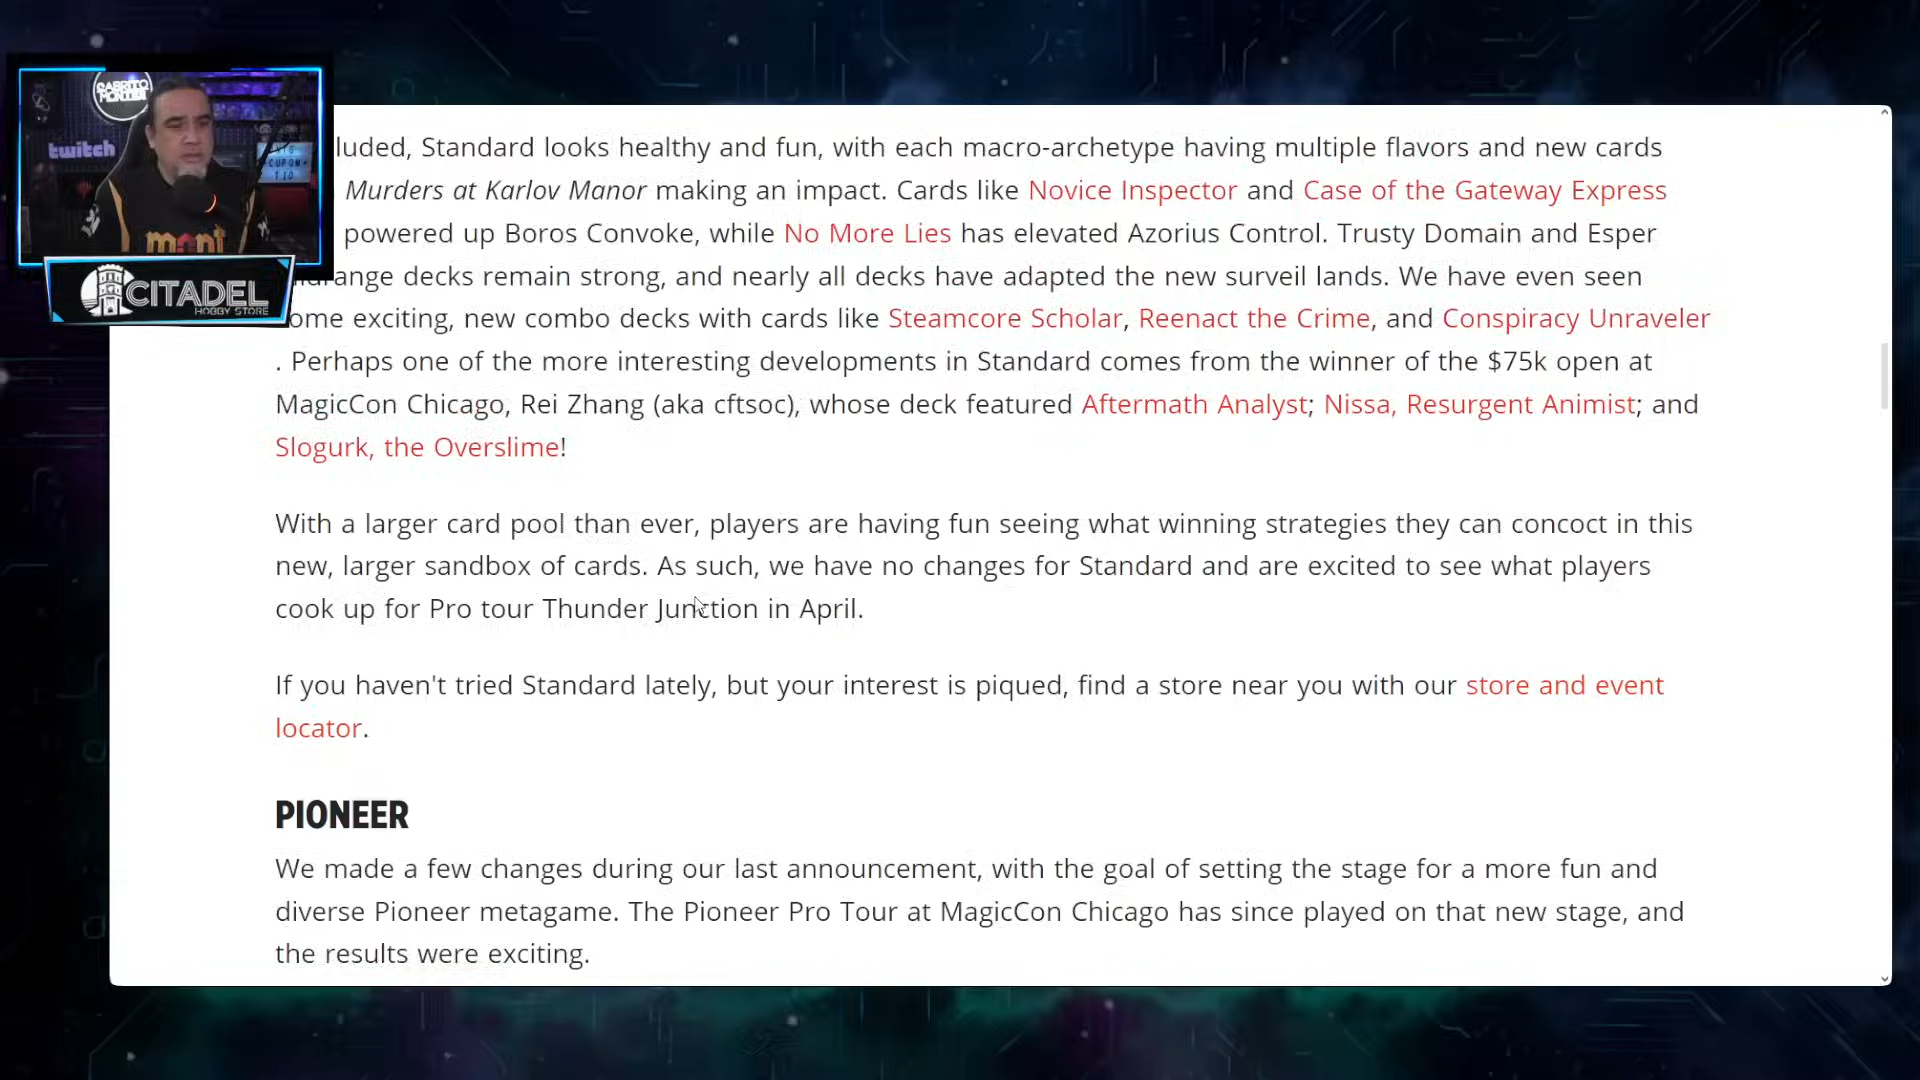 twitch
CUPOM
CITADEL
HOBBY STORE
luded, Standard looks healthy and fun, with each macro-archetype having multiple flavors and new cards
Murders at Karlov Manor making an impact. Cards like Novice Inspector and Case of the Gateway Express
powered up Boros Convoke, while No More Lies has elevated Azorius Control. Trusty Domain and Esper
range decks remain strong, and nearly all decks have adapted the new surveil lands. We have even seen
ome exciting, new combo decks with cards like Steamcore Scholar, Reenact the Crime, and Conspiracy Unraveler
. Perhaps one of the more interesting developments in Standard comes from the winner of the $75k open at
MagicCon Chicago, Rei Zhang (aka cftsoc), whose deck featured Aftermath Analyst; Nissa, Resurgent Animist; and
Slogurk, the Overslime!
With a larger card pool than ever, players are having fun seeing what winning strategies they can concoct in this
new, larger sandbox of cards. As such, we have no changes for Standard and are excited to see what players
cook up for Pro tour Thunder Junction in April.
If you haven't tried Standard lately, but your interest is piqued, find a store near you with our store and event
locator.
PIONEER
We made a few changes during our last announcement, with the goal of setting the stage for a more fun and
diverse Pioneer metagame. The Pioneer Pro Tour at MagicCon Chicago has since played on that new stage, and
the results were exciting.